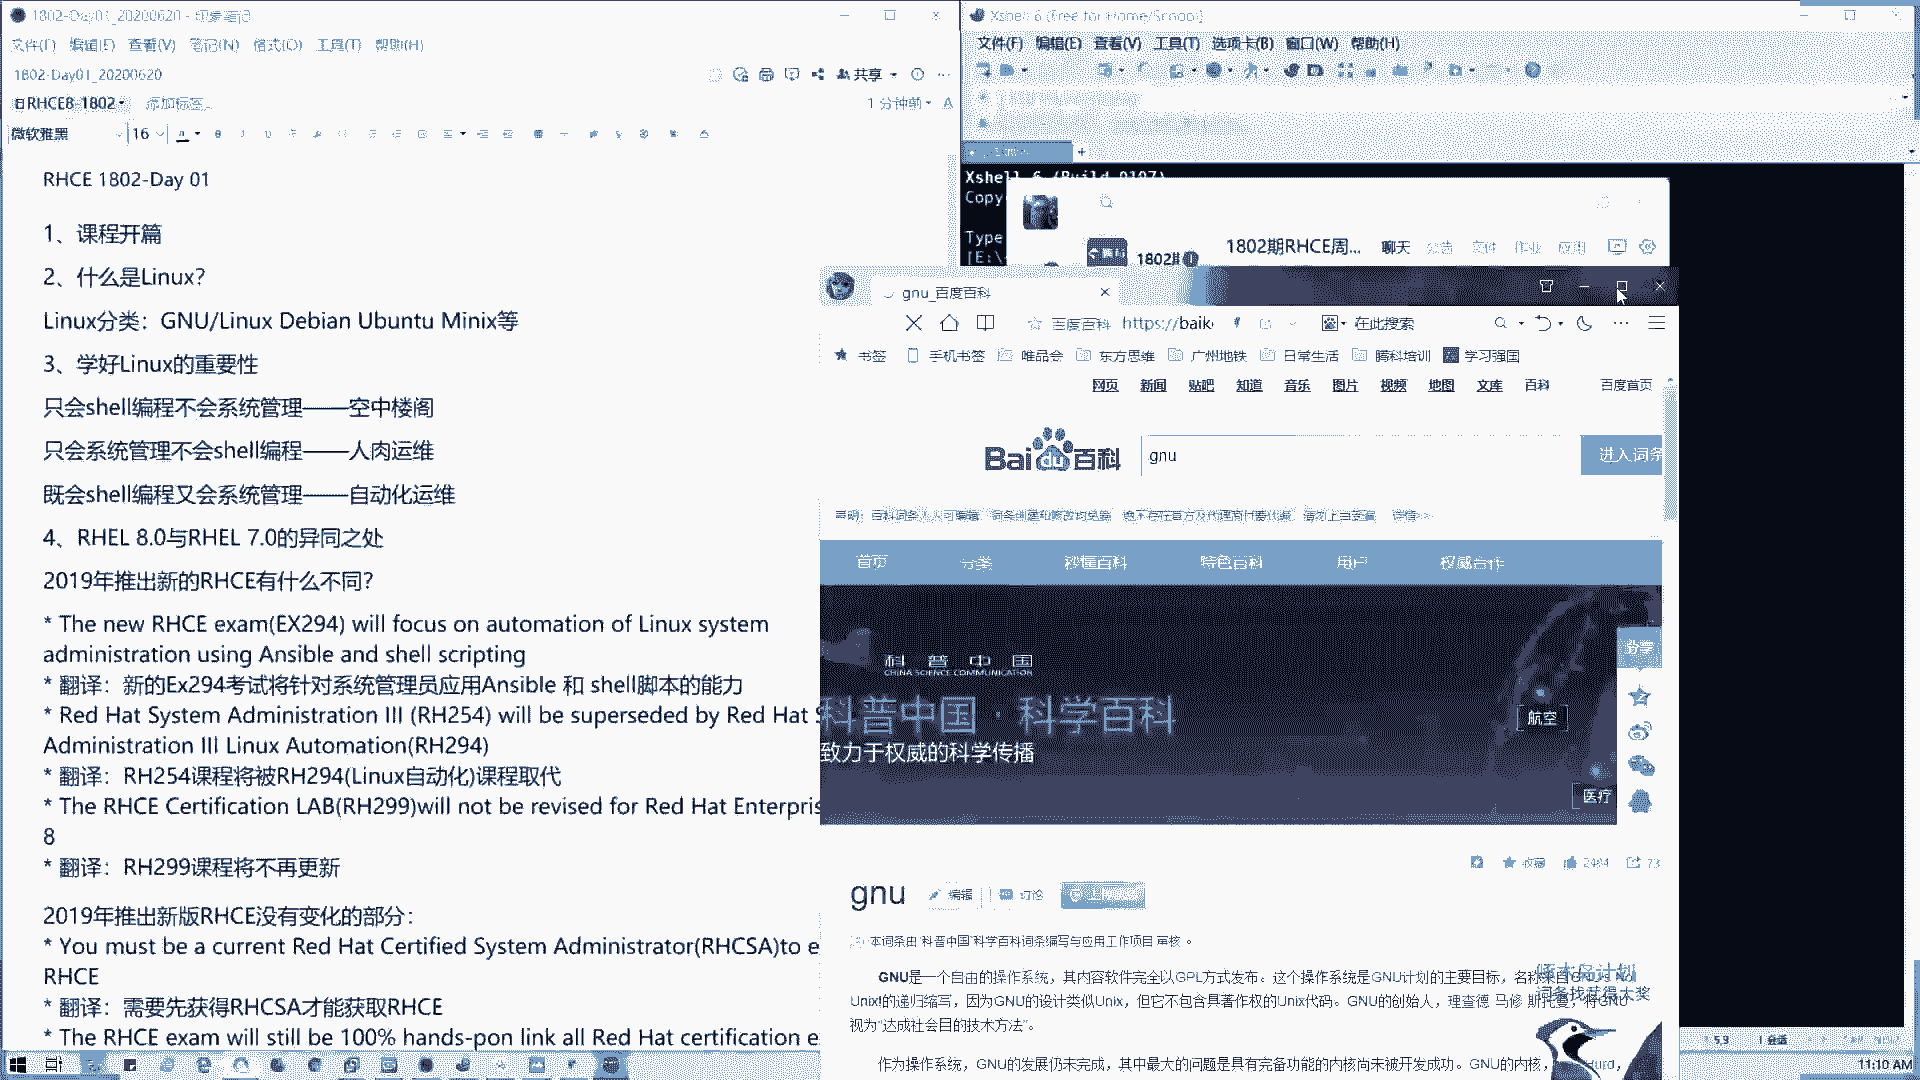 1802-Day01_20200620 - 印象笔记
文件(F) 编辑(E) 查看(V) 笔记(N) 格式(O) 工具(T) 帮助(H)
1802-Day01_20200620
共享
RHCE8_1802 添加标签...
1 分钟前
微软雅黑 16
RHCE 1802-Day 01
1、课程开篇
2、什么是Linux?
Linux分类：GNU/Linux Debian Ubuntu Minix等
3、学好Linux的重要性
只会shell编程不会系统管理——空中楼阁
只会系统管理不会shell编程——人肉运维
既会shell编程又会系统管理——自动化运维
4、RHEL 8.0与RHEL 7.0的异同之处
2019年推出新的RHCE有什么不同?
* The new RHCE exam(EX294) will focus on automation of Linux system
administration using Ansible and shell scripting
* 翻译：新的Ex294考试将针对系统管理员应用Ansible 和 shell脚本的能力
* Red Hat System Administration III (RH254) will be superseded by Red Hat S
Administration III Linux Automation(RH294)
* 翻译：RH254课程将被RH294(Linux自动化)课程取代
* The RHCE Certification LAB(RH299)will not be revised for Red Hat Enterpris
8
* 翻译：RH299课程将不再更新
2019年推出新版RHCE没有变化的部分：
* You must be a current Red Hat Certified System Administrator(RHCSA)to e
RHCE
* 翻译：需要先获得RHCSA才能获取RHCE
* The RHCE exam will still be 100% hands-pon link all Red Hat certification e
Xshell 6 (Free for Home/School)
文件(F) 编辑(E) 查看(V) 工具(T) 选项卡(B) 窗口(W) 帮助(H)
Xshell 6 (Build 0107)
Copy
Type
[E:\
1802期RHCE周... 聊天 公告 文件 作业 应用
gnu_百度百科
百度百科 https://baik 在此搜索
书签 手机书签 唯品会 东方思维 广州地铁 日常生活 腾科培训 学习强国
网页 新闻 贴吧 知道 音乐 图片 视频 地图 文库 百科 百度首页
Baidu百科 gnu 进入词条
首页 分类 秒懂百科 特色百科 用户 权威合作
科普中国
CHINA SCIENCE COMMUNICATION
科普中国·科学百科
致力于权威的科学传播
分享
航空
医疗
收藏 2484 73
gnu 编辑 讨论
本词条由“科普中国”科学百科词条编写与应用工作项目 审核 。
GNU是一个自由的操作系统，其内容软件完全以GPL方式发布。这个操作系统是GNU计划的主要目标，名称来自GNU's Not
Unix!的递归缩写，因为GNU的设计类似Unix，但它不包含具著作权的Unix代码。GNU的创始人，理查德·马修·斯托曼，将GNU
视为“达成社会目的技术方法”。
作为操作系统，GNU的发展仍未完成，其中最大的问题是具有完备功能的内核尚未被开发成功。GNU的内核，
啄木鸟计划
词条找茬得大奖
11:10 AM